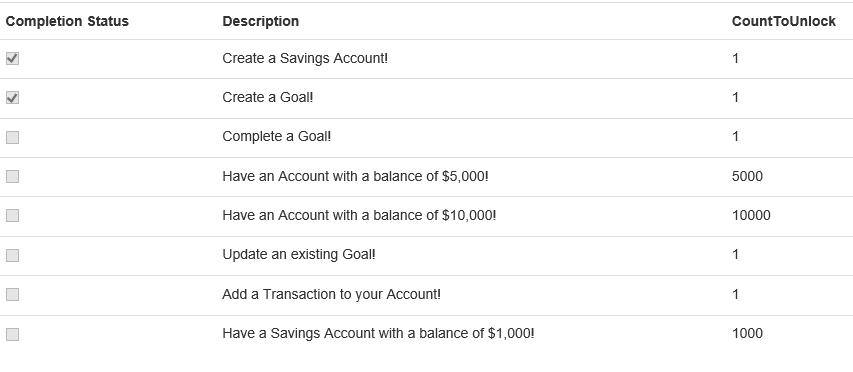 Completion Status Description CountToUnlock
Create a Savings Account! 1
Create a Goal! 1
Complete a Goal! 1
Have an Account with a balance of $5,000! 5000
Have an Account with a balance of $10,000! 10000
Update an existing Goal! 1
Add a Transaction to your Account! 1
Have a Savings Account with a balance of $1,000! 1000